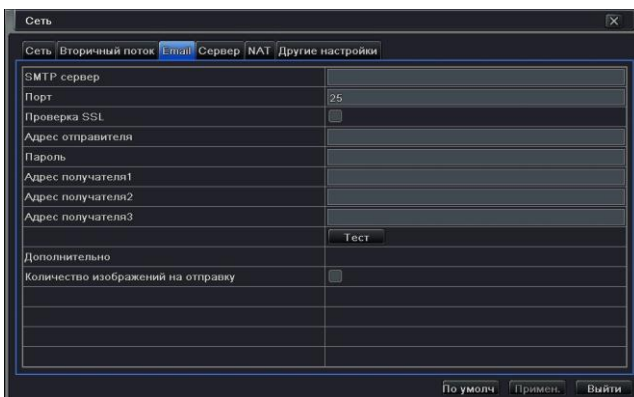 Сеть
Сеть Вторичный поток Email Сервер NAT Другие настройки
SMTP сервер
Порт 25
Проверка SSL
Адрес отправителя
Пароль
Адрес получателя1
Адрес получателя2
Адрес получателя3
Тест
Дополнительно
Количество изображений на отправку
По умолч Примен. Выйти